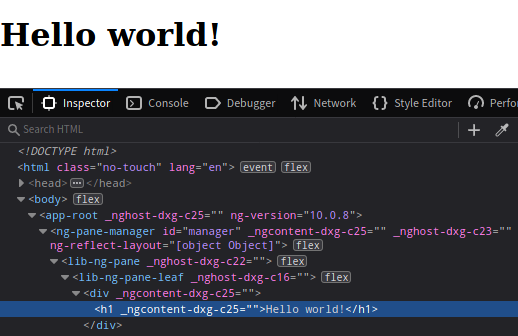 Hello world!
Inspector Console Debugger Network Style Editor Perfo
Search HTML
<!DOCTYPE html>
<html class="no-touch" lang="en"> event flex
<head> ••• </head>
<body> flex
<app-root _nghost-dxg-c25="" ng-version="10.0.8">
<ng-pane-manager id="manager" _ngcontent-dxg-c25="" _nghost-dxg-c23=""
ng-reflect-layout="[object Object]"> flex
<lib-ng-pane _nghost-dxg-c22=""> flex
<lib-ng-pane-leaf _nghost-dxg-c16=""> flex
<div _ngcontent-dxg-c25="">
<h1 _ngcontent-dxg-c25="">Hello world!</h1>
</div>